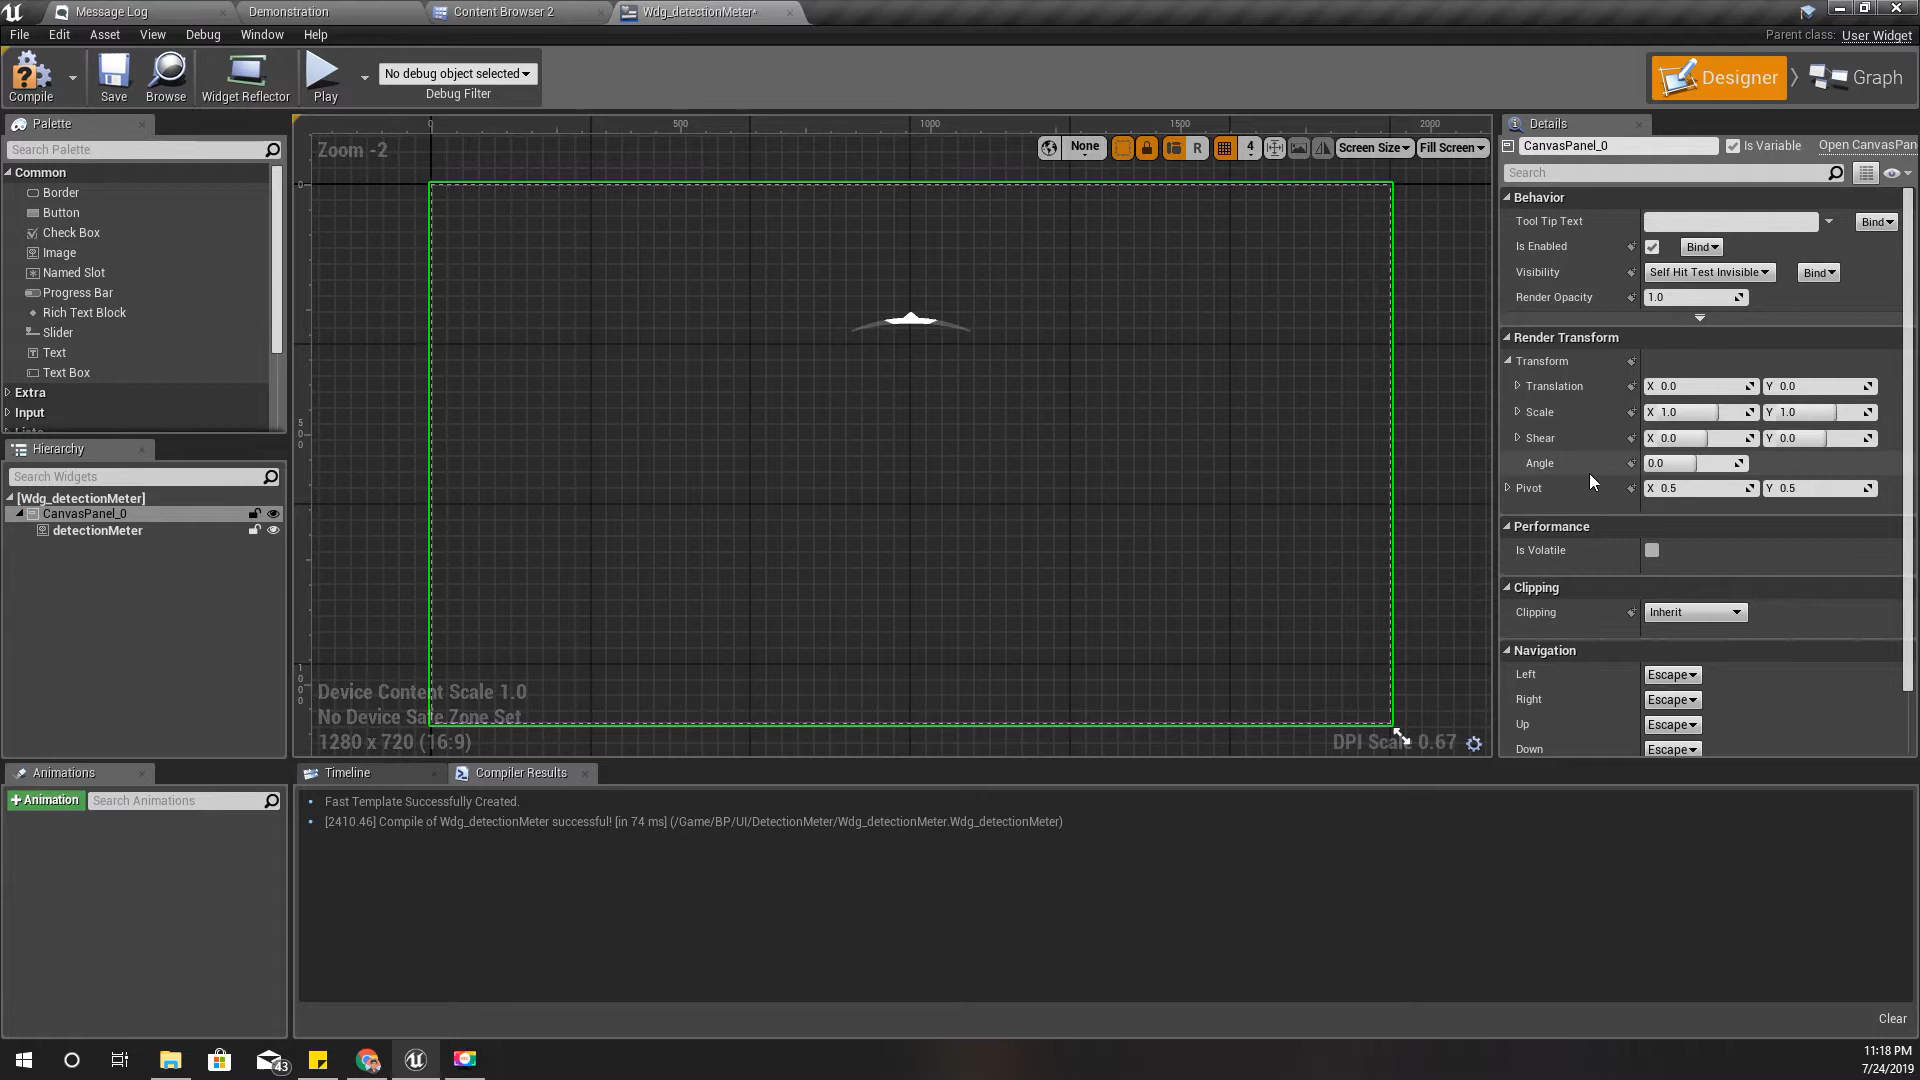 Message Log
Demonstration
Content Browser 2
Wdg_detectionMeter*
File Edit Asset View Debug Window Help
Parent class: User Widget
Compile
Save
Browse
Widget Reflector
Play
No debug object selected
Debug Filter
Designer
Graph
Palette
Search Palette
Common
Border
Button
Check Box
Image
Named Slot
Progress Bar
Rich Text Block
Slider
Text
Text Box
Extra
Input
Hierarchy
Search Widgets
[Wdg_detectionMeter]
CanvasPanel_0
detectionMeter
Animations
+Animation
Search Animations
0 500 1000 1500 2000
Zoom -2
None
R
4
Screen Size
Fill Screen
0
500
1000
Device Content Scale 1.0
No Device Safe Zone Set
1280 x 720 (16:9)
DPI Scale 0.67
Details
CanvasPanel_0
Is Variable
Open CanvasPan
Search
Behavior
Tool Tip Text
Bind
Is Enabled
Bind
Visibility
Self Hit Test Invisible
Bind
Render Opacity
1.0
Render Transform
Transform
Translation X 0.0 Y 0.0
Scale X 1.0 Y 1.0
Shear X 0.0 Y 0.0
Angle 0.0
Pivot X 0.5 Y 0.5
Performance
Is Volatile
Clipping
Clipping Inherit
Navigation
Left Escape
Right Escape
Up Escape
Down Escape
Timeline
Compiler Results
Fast Template Successfully Created.
[2410.46] Compile of Wdg_detectionMeter successful! [in 74 ms] (/Game/BP/UI/DetectionMeter/Wdg_detectionMeter.Wdg_detectionMeter)
Clear
43
11:18 PM
7/24/2019